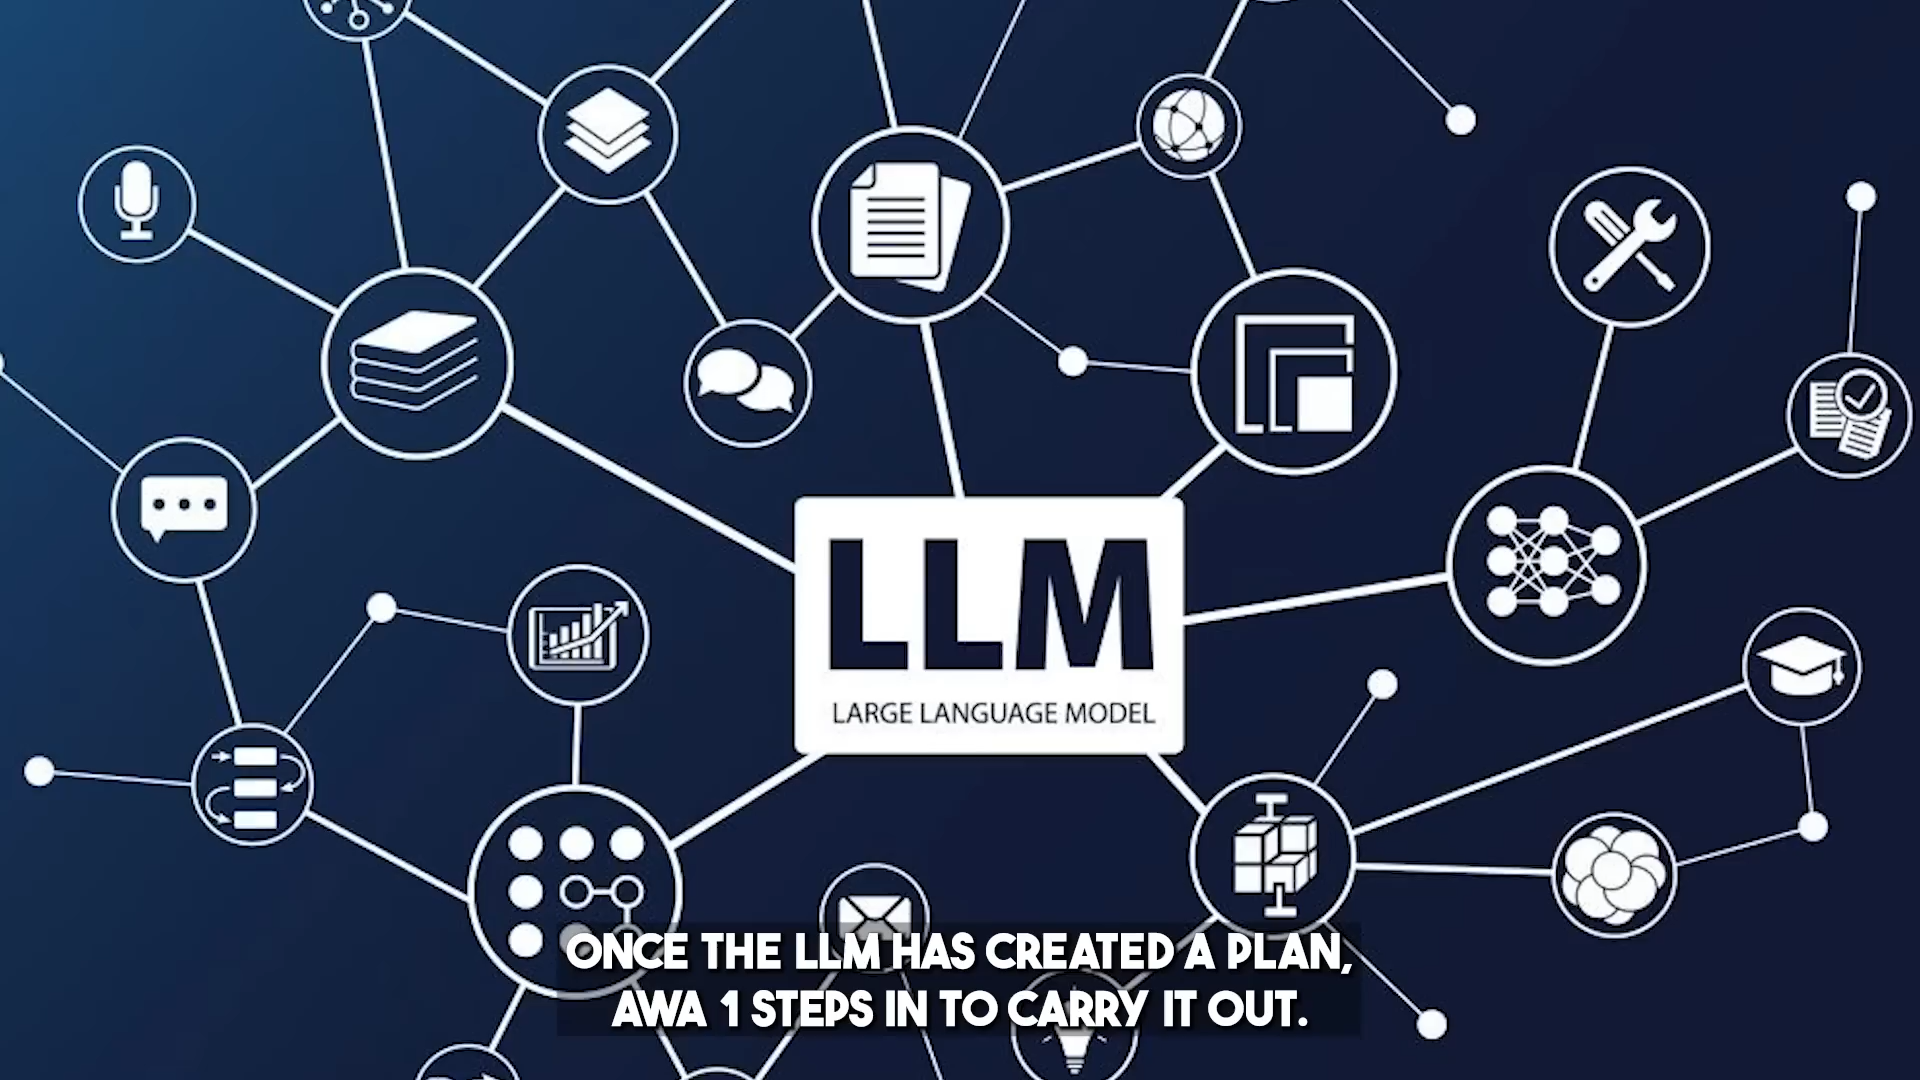 LLM
LARGE LANGUAGE MODEL
ONCE THE LLM HAS CREATED A PLAN,
AWA 1 STEPS IN TO CARRY IT OUT.